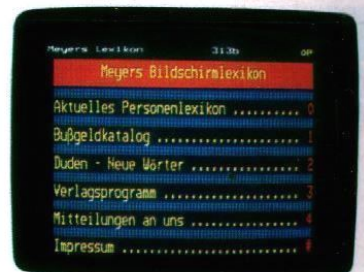 Meyers Lexikon 313b 0P
Meyers Bildschirmlexikon
Aktuelles Personenlexikon .......... 0
Bußgeldkatalog ..................... 1
Duden - Neue Wörter ............... 2
Verlagsprogramm .................... 3
Mitteilungen an uns ................ 4
Impressum .......................... #